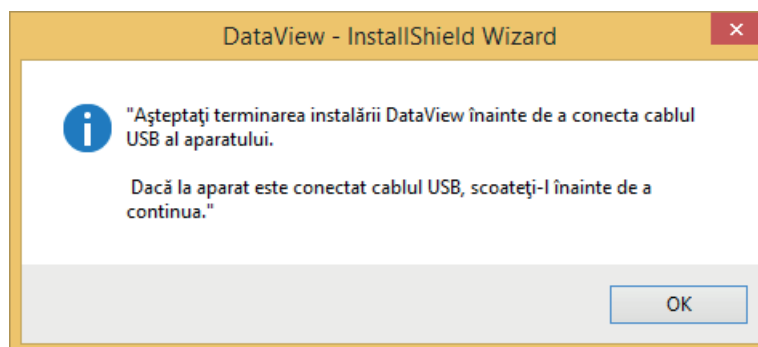 DataView - InstallShield Wizard
"Aşteptaţi terminarea instalării DataView înainte de a conecta cablul
USB al aparatului.
Dacă la aparat este conectat cablul USB, scoateţi-l înainte de a
continua."
OK